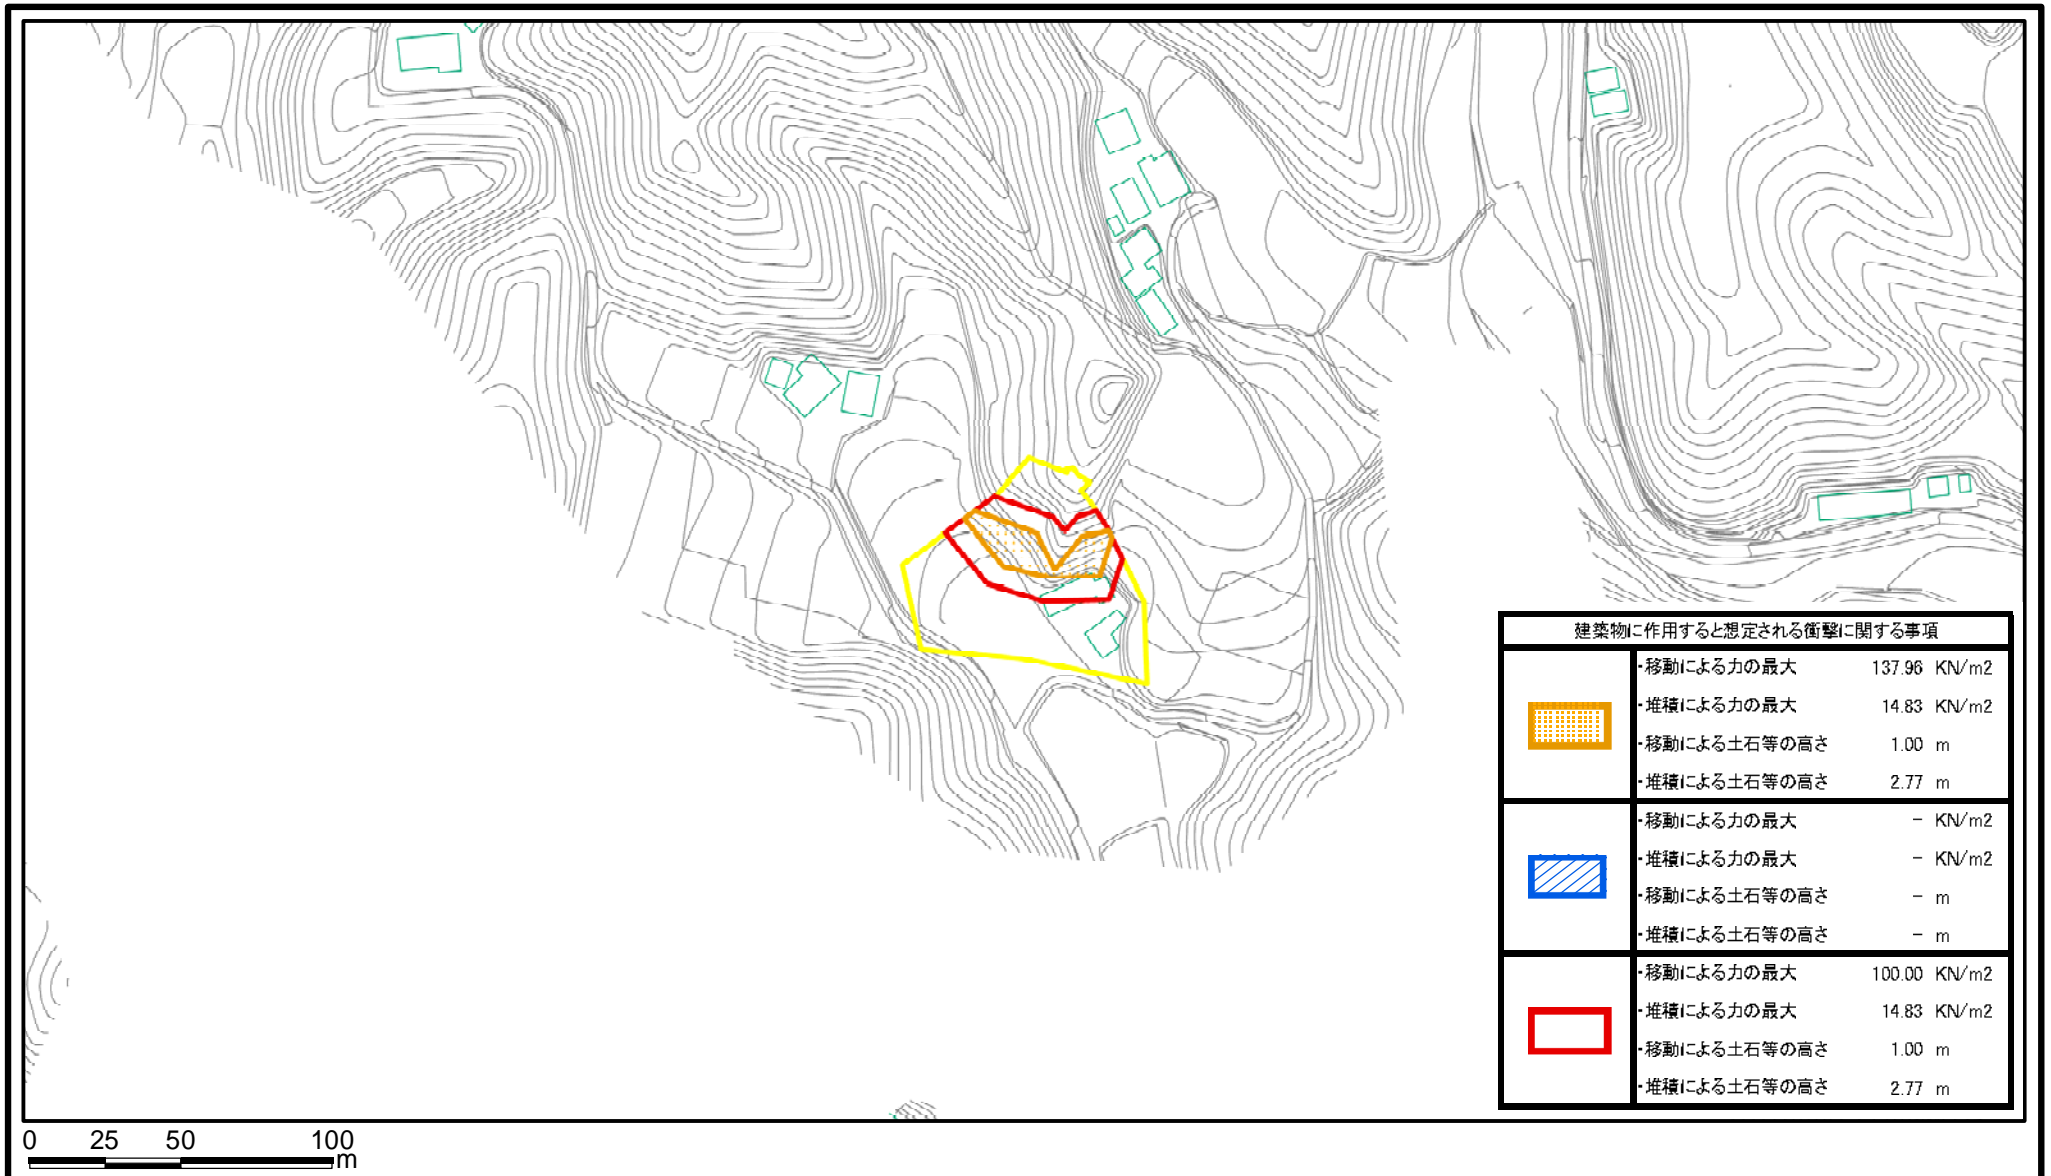 建築物に作用すると想定される衝撃に関する事項
・移動による力の最大 137.96 KN/m2
・堆積による力の最大 14.83 KN/m2
・移動による土石等の高さ 1.00 m
・堆積による土石等の高さ 2.77 m
・移動による力の最大 - KN/m2
・堆積による力の最大 - KN/m2
・移動による土石等の高さ - m
・堆積による土石等の高さ - m
・移動による力の最大 100.00 KN/m2
・堆積による力の最大 14.83 KN/m2
・移動による土石等の高さ 1.00 m
・堆積による土石等の高さ 2.77 m
0 25 50 100
m